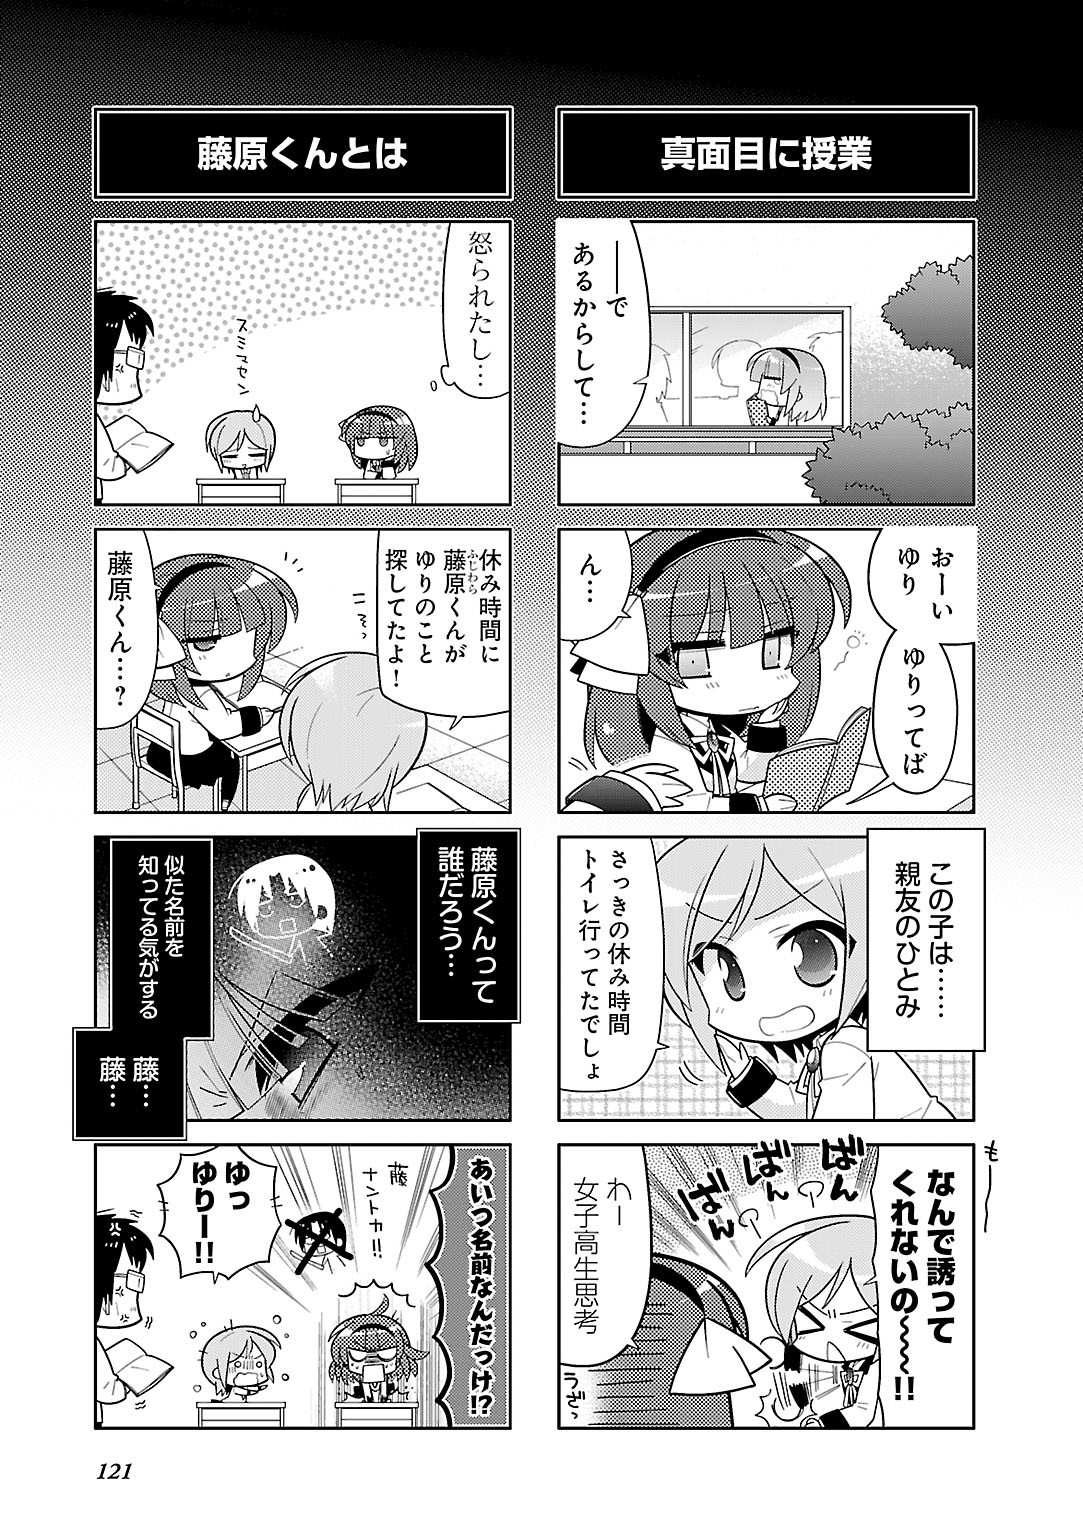 真面目に授業
――で
あるからして…
おーい
ゆり
ゆりってば
ん…
この子は……
親友のひとみ
さっきの休み時間
トイレ行ってたでしょ
もー
なんで誘って
くれないの～～～!!
ばん
ばん
ばん
わー
女子高生思考
うざっ
藤原くんとは
怒られたし…
スミマセン
休み時間に
藤原くんが
ふじわら
ゆりのこと
探してたよ！
こそっ
藤原くん…？
藤原くんって
誰だろう…
似た名前を
知ってる気がする
藤…
藤…
あいつ名前なんだっけ!?
藤
ナントカ!!!
ゆっ
ゆりー!!
121